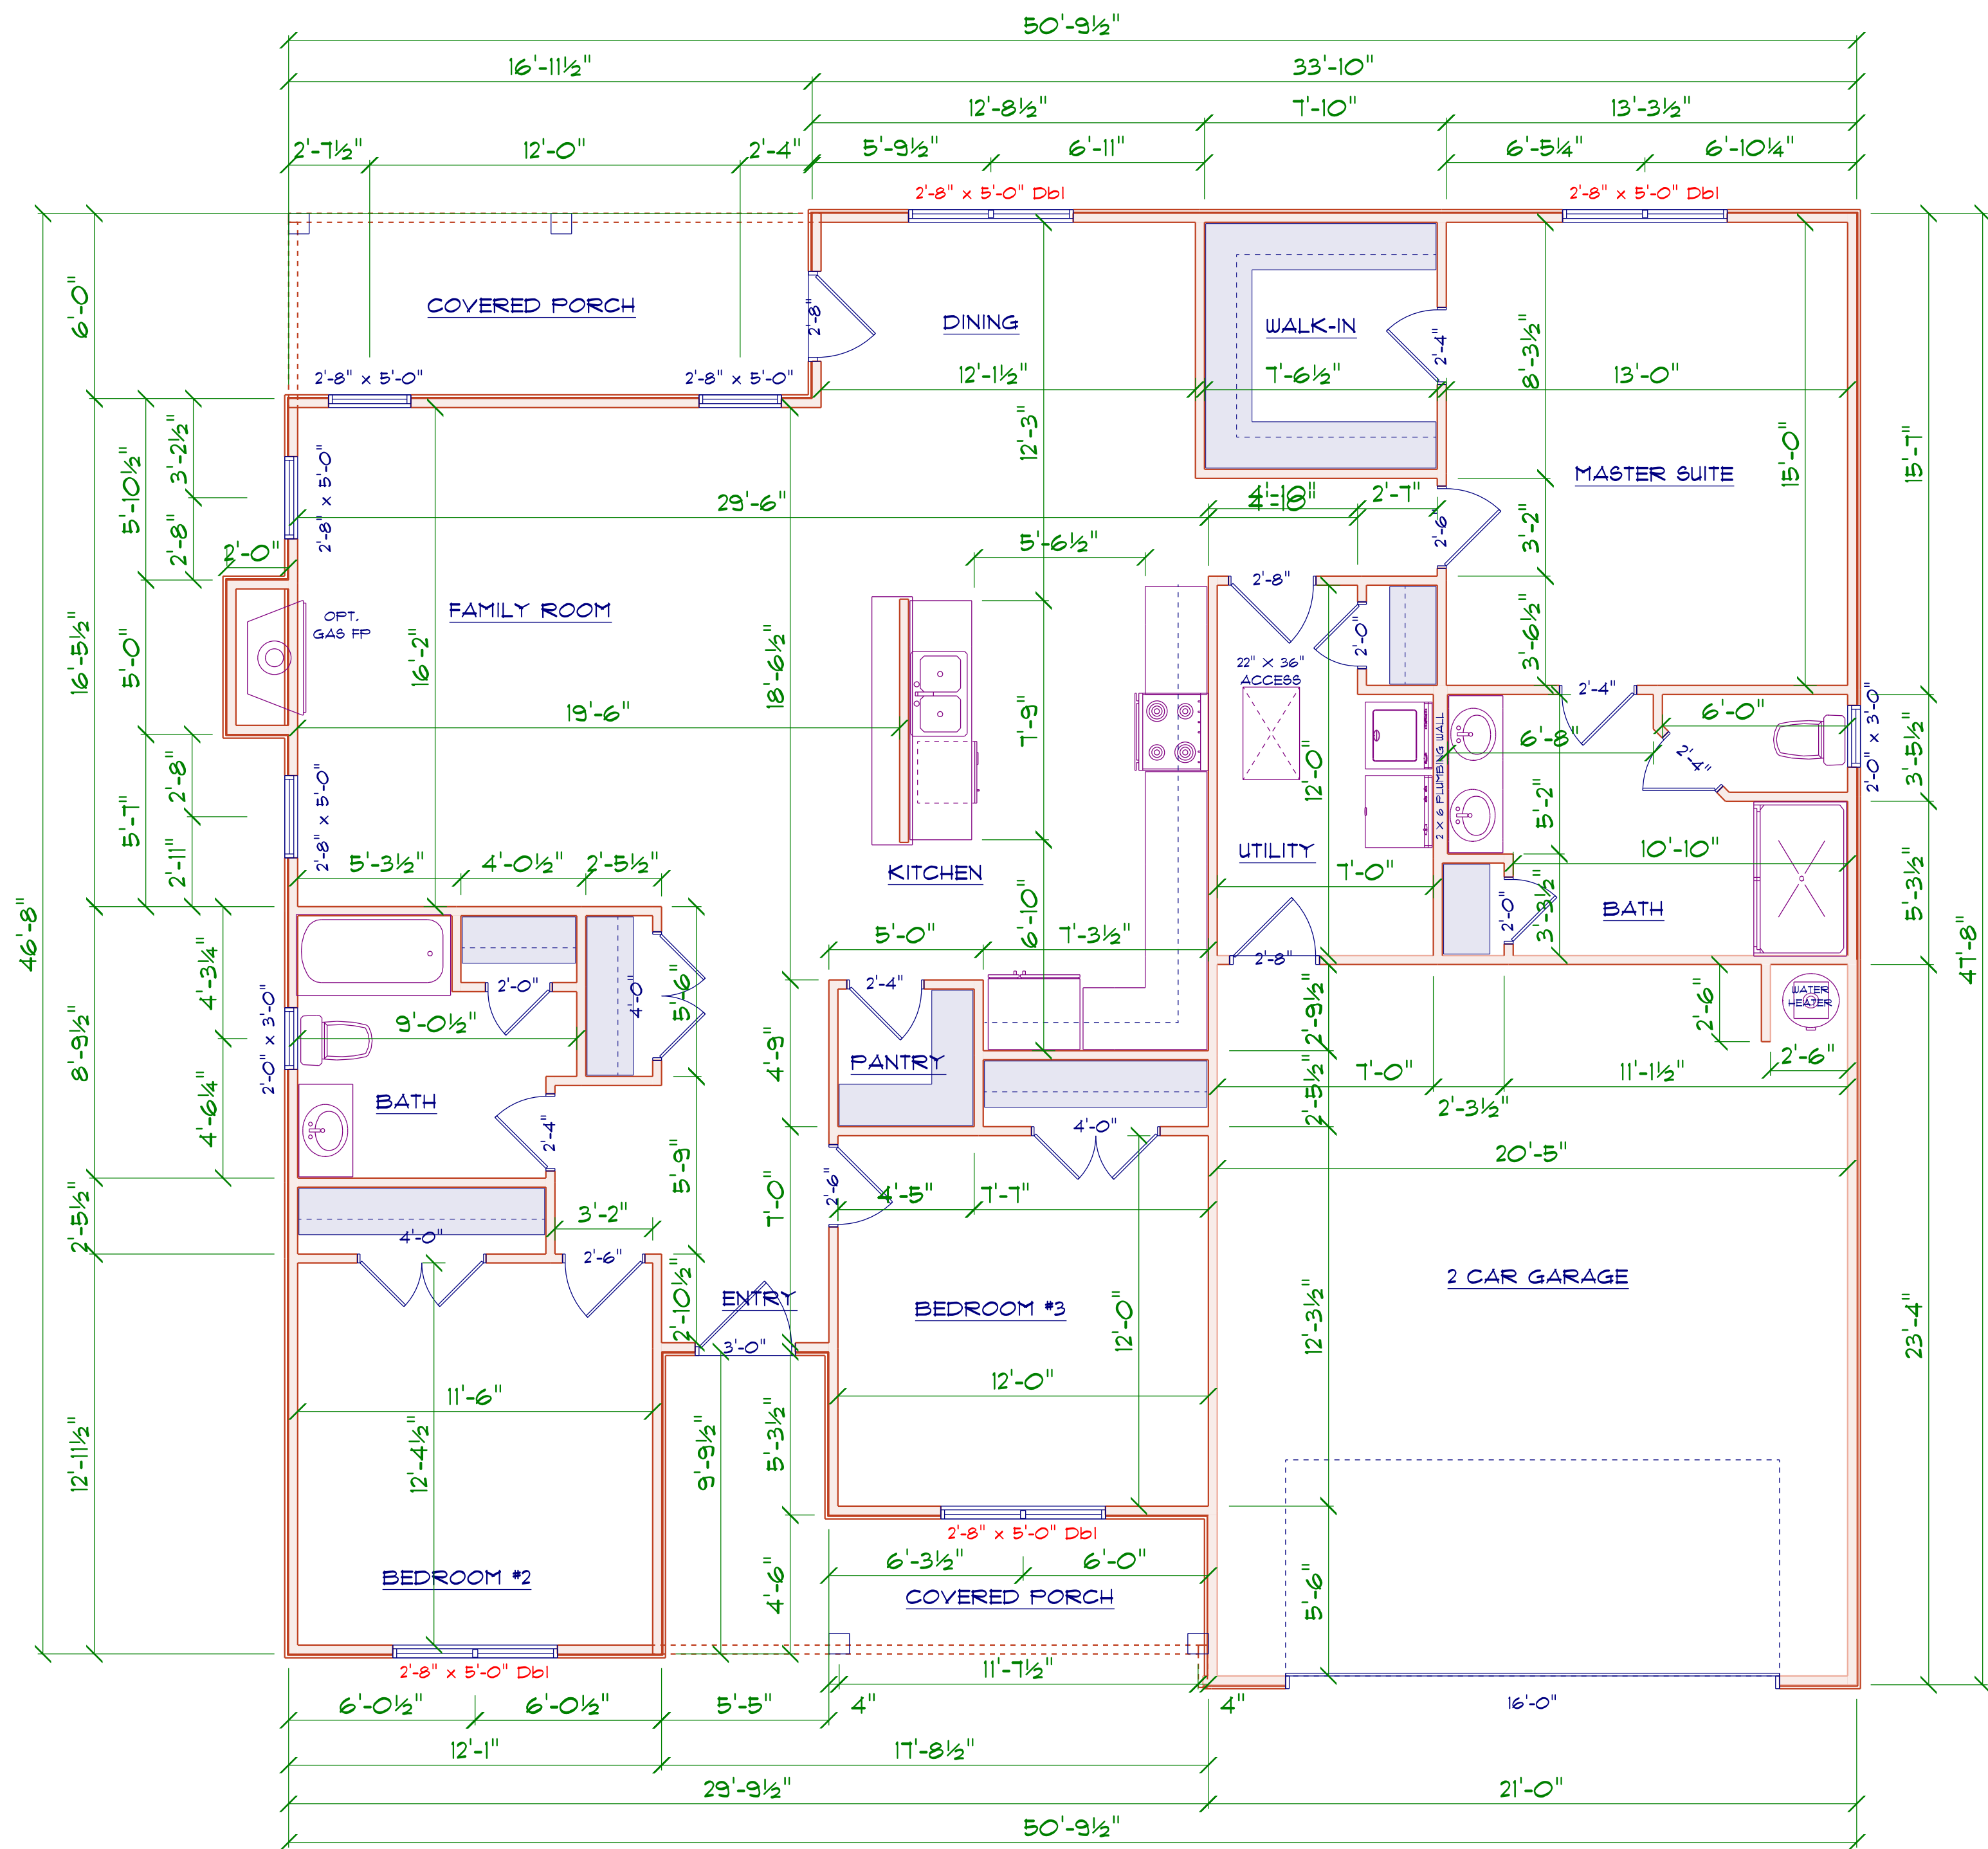 50'-9½"
16'-11½" 33'-10"
12'-8½" 7'-10" 13'-3½"
2'-7½" 12'-0" 2'-4" 5'-9½" 6'-11" 6'-5¼" 6'-10¼"
2'-8" x 5'-0" Dbl 2'-8" x 5'-0" Dbl
6'-0"
COVERED PORCH
2'-8"
DINING
WALK-IN
2'-4"
8'-3½"
2'-8" x 5'-0" 2'-8" x 5'-0"
12'-1½" 7'-6½" 13'-0"
12'-3"
15'-0"
15'-7"
3'-2½"
5'-10½"
2'-8" x 5'-0"
2'-8"
29'-6"
4'-10" 2'-7"
4'-10"
2'-6"
3'-2"
MASTER SUITE
2'-0"
5'-6½"
2'-8"
FAMILY ROOM
OPT.
GAS FP
16'-5½"
5'-0"
16'-2"
18'-6½"
2'-0"
3'-6½"
22" X 36"
ACCESS
2'-4"
19'-6"
7'-9"
12'-0"
2 X 6 PLUMBING WALL
6'-8"
6'-0"
2'-4"
2'-0" x 3'-0"
3'-5½"
2'-8"
5'-7"
2'-8" x 5'-0"
2'-11"
5'-2"
5'-3½" 4'-0½" 2'-5½"
KITCHEN
UTILITY
7'-0"
10'-10"
2'-0"
3'-3½"
BATH
5'-3½"
46'-8"
47'-8"
4'-3¼"
5'-0" 7'-3½"
6'-10"
2'-8"
2'-0"
4'-0"
5'-6"
2'-4"
2'-9½"
2'-6"
WATER
HEATER
9'-0½"
2'-0" x 3'-0"
8'-9½"
4'-9"
PANTRY
2'-6"
7'-0" 11'-1½"
2'-3½"
2'-5½"
BATH
4'-6¼"
2'-4"
4'-0"
20'-5"
5'-9"
7'-0"
2'-6"
4'-5" 7'-7"
3'-2"
2'-5½"
4'-0"
2'-6"
2 CAR GARAGE
ENTRY
2'-10½"
3'-0"
BEDROOM #3
12'-0"
12'-3½"
23'-4"
11'-6"
12'-0"
12'-11½"
12'-4½"
9'-9½"
5'-3½"
2'-8" x 5'-0" Dbl
6'-3½" 6'-0"
BEDROOM #2
4'-6"
COVERED PORCH
5'-6"
2'-8" x 5'-0" Dbl
11'-7½"
6'-0½" 6'-0½" 5'-5" 4" 4" 16'-0"
12'-1" 17'-8½"
29'-9½" 21'-0"
50'-9½"